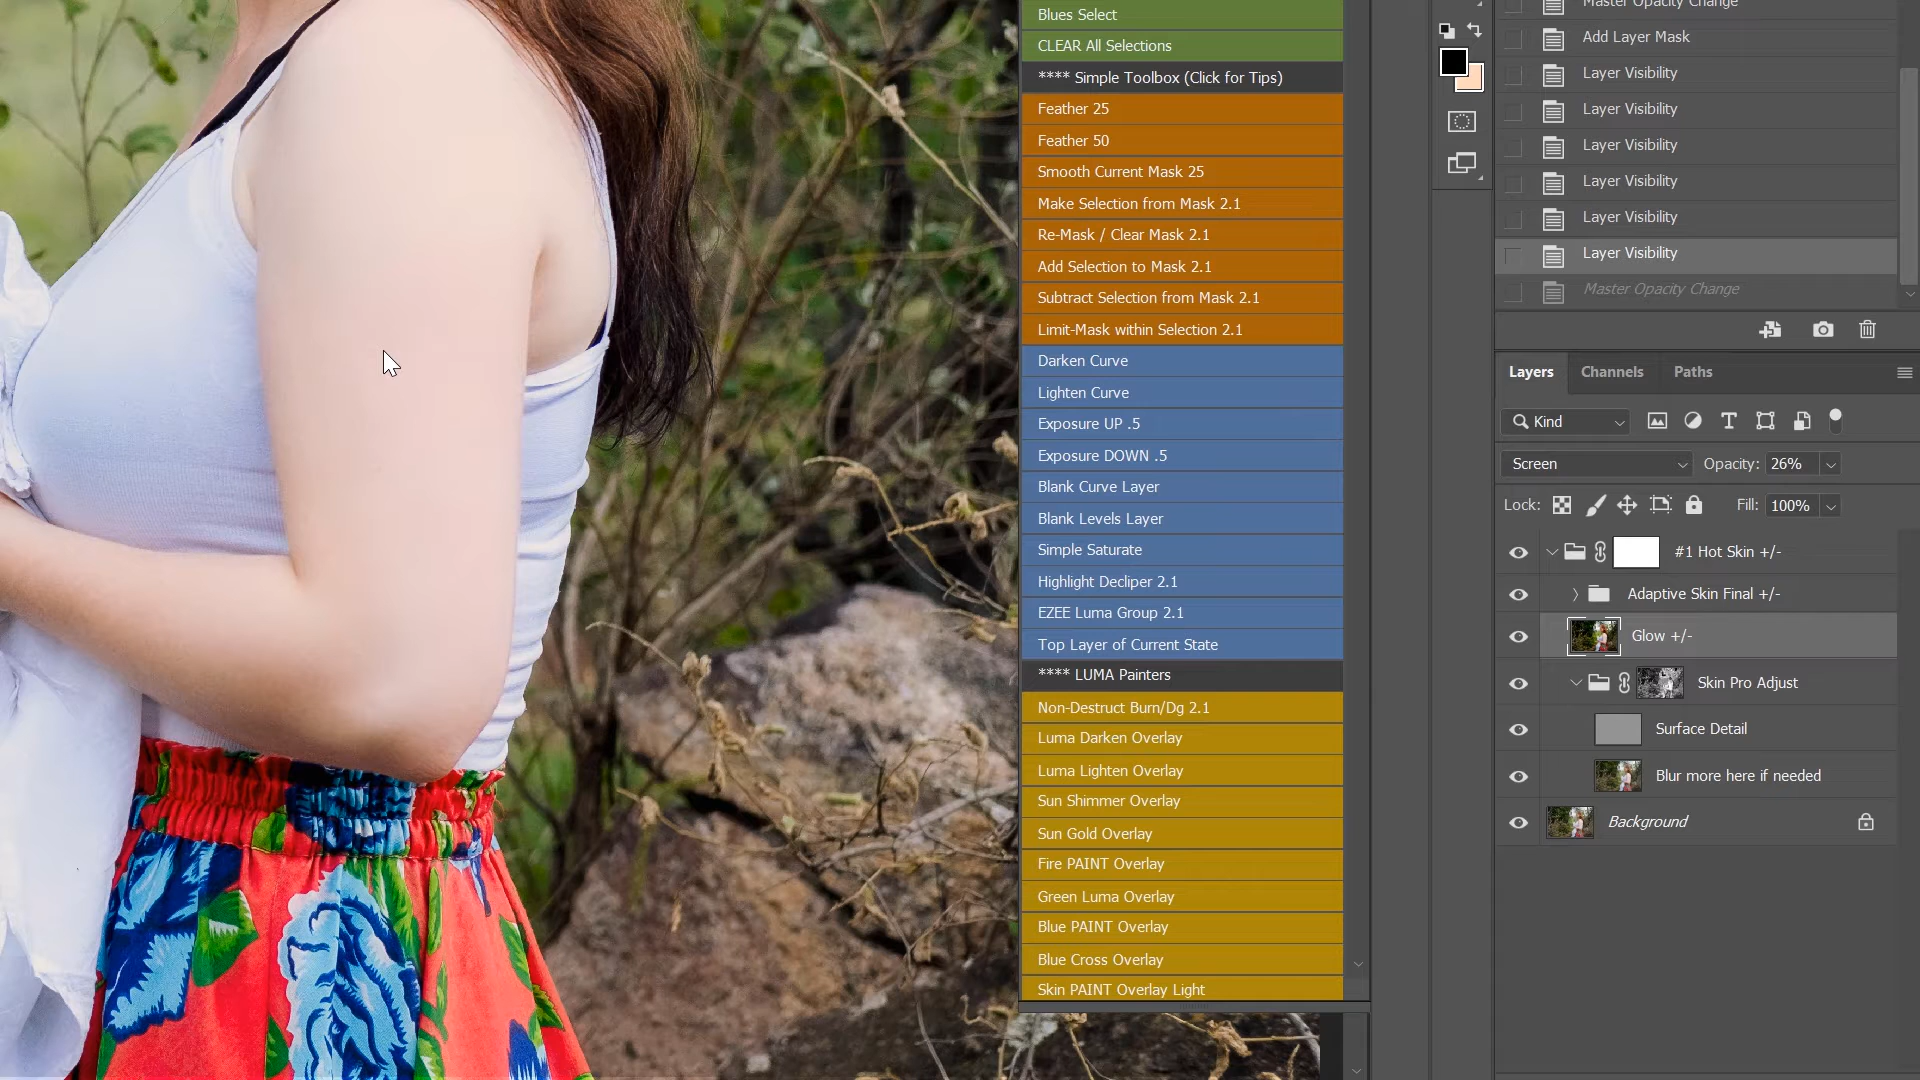 Blues Select
CLEAR All Selections
**** Simple Toolbox (Click for Tips)
Feather 25
Feather 50
Smooth Current Mask 25
Make Selection from Mask 2.1
Re-Mask / Clear Mask 2.1
Add Selection to Mask 2.1
Subtract Selection from Mask 2.1
Limit-Mask within Selection 2.1
Darken Curve
Lighten Curve
Exposure UP .5
Exposure DOWN .5
Blank Curve Layer
Blank Levels Layer
Simple Saturate
Highlight Decliper 2.1
EZEE Luma Group 2.1
Top Layer of Current State
**** LUMA Painters
Non-Destruct Burn/Dg 2.1
Luma Darken Overlay
Luma Lighten Overlay
Sun Shimmer Overlay
Sun Gold Overlay
Fire PAINT Overlay
Green Luma Overlay
Blue PAINT Overlay
Blue Cross Overlay
Skin PAINT Overlay Light
Master Opacity Change
Add Layer Mask
Layer Visibility
Layer Visibility
Layer Visibility
Layer Visibility
Layer Visibility
Layer Visibility
Master Opacity Change
Layers Channels Paths
Kind
Screen Opacity: 26%
Lock: Fill: 100%
#1 Hot Skin +/-
Adaptive Skin Final +/-
Glow +/-
Skin Pro Adjust
Surface Detail
Blur more here if needed
Background